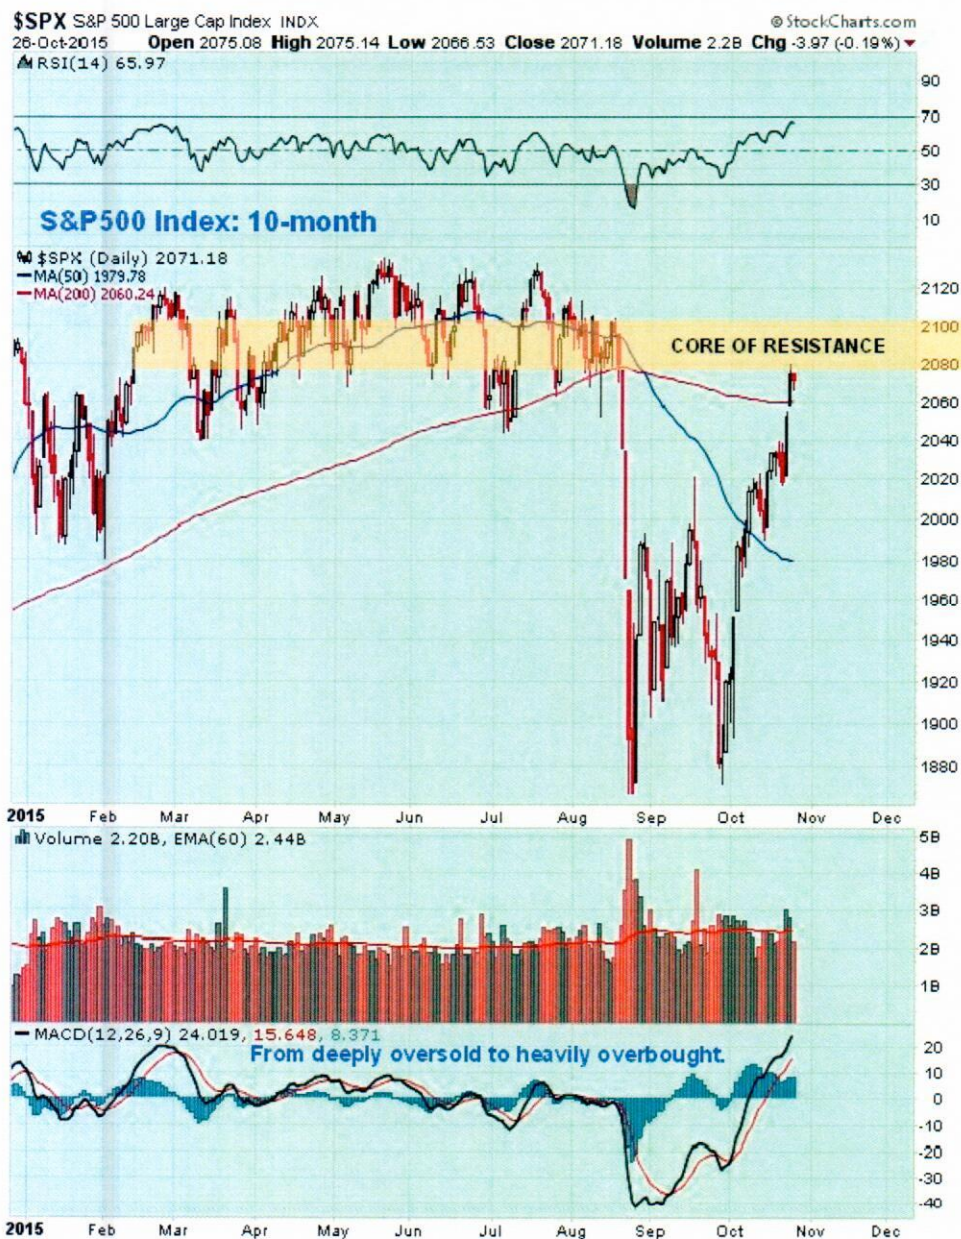 $SPX S&P 500 Large Cap Index INDX
© StockCharts.com
26-Oct-2015 Open 2075.08 High 2075.14 Low 2066.53 Close 2071.18 Volume 2.2B Chg -3.97 (-0.19%)
RSI(14) 65.97
90
70
50
30
10
S&P500 Index: 10-month
$SPX (Daily) 2071.18
MA(50) 1979.78
MA(200) 2060.24
2120
2100
2080
2060
2040
2020
2000
1980
1960
1940
1920
1900
1880
CORE OF RESISTANCE
2015 Feb Mar Apr May Jun Jul Aug Sep Oct Nov Dec
Volume 2.20B, EMA(60) 2.44B
5B
4B
3B
2B
1B
MACD(12,26,9) 24.019, 15.648, 8.371
From deeply oversold to heavily overbought.
20
10
0
-10
-20
-30
-40
2015 Feb Mar Apr May Jun Jul Aug Sep Oct Nov Dec